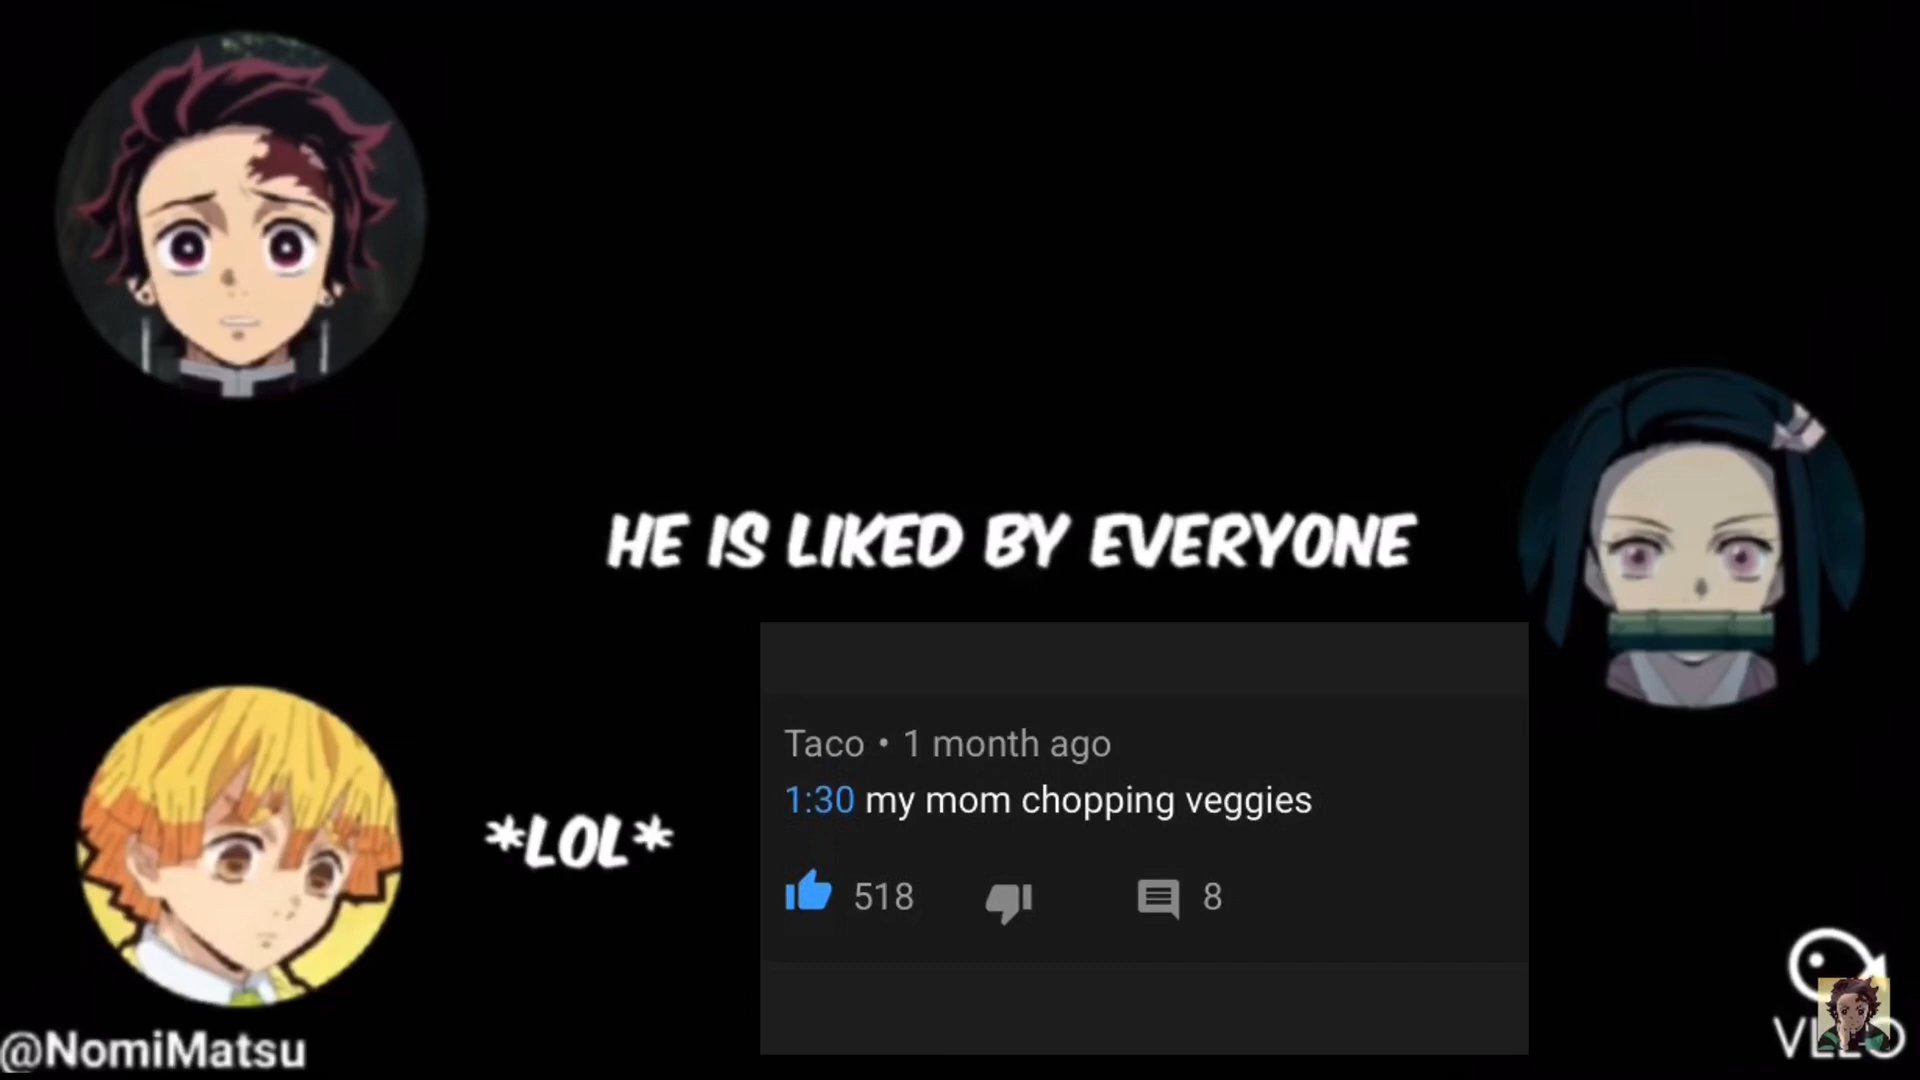 HE IS LIKED BY EVERYONE
Taco • 1 month ago
1:30 my mom chopping veggies
*LOL*
518 8
@NomiMatsu